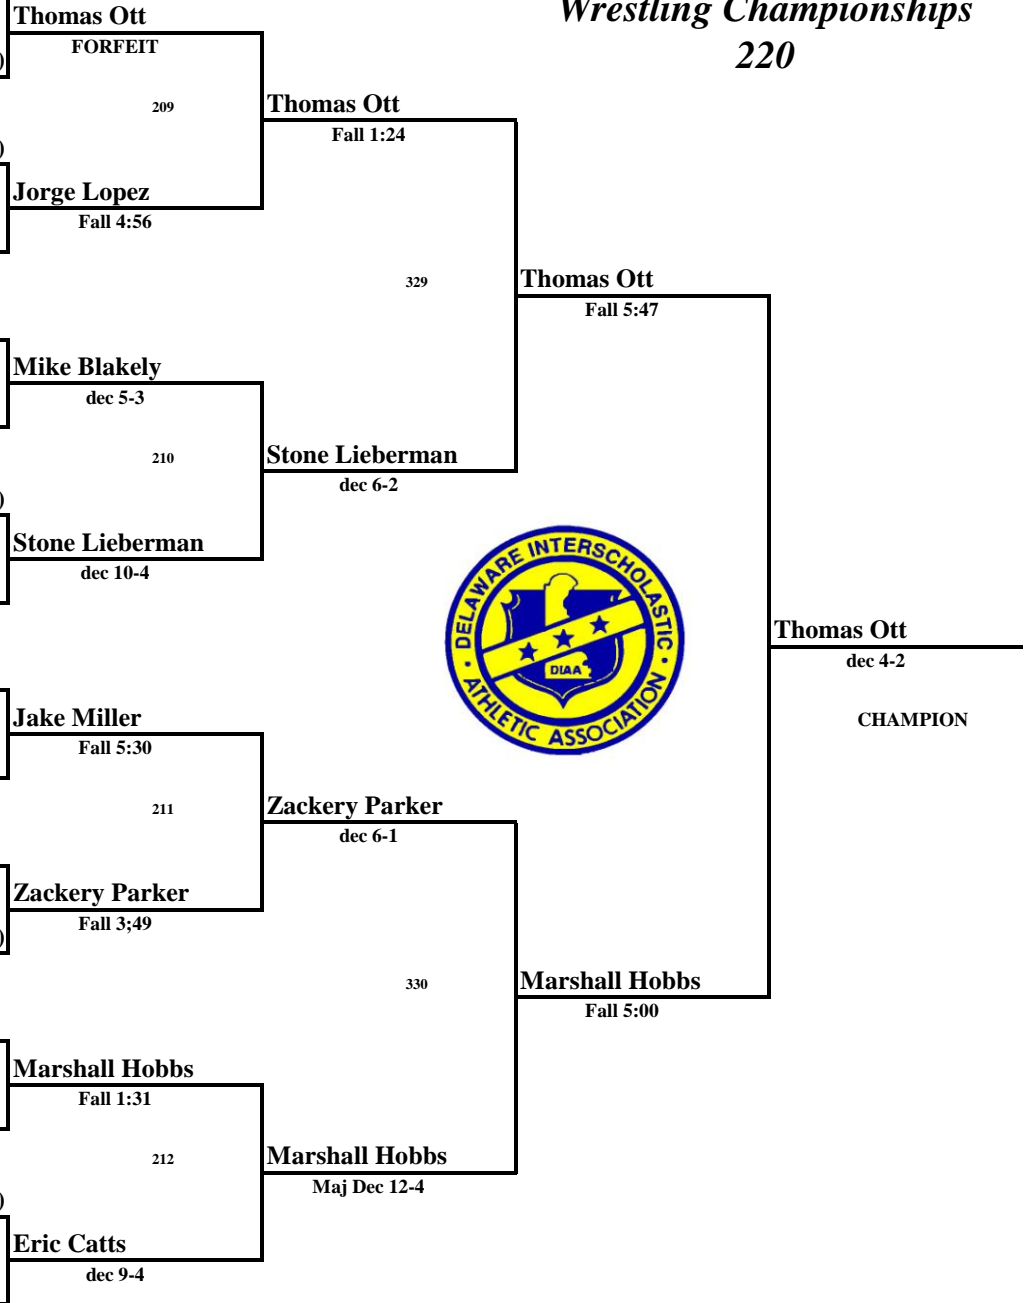 Wrestling Championships
220
Thomas Ott
FORFEIT
)
209
Thomas Ott
Fall 1:24
)
Jorge Lopez
Fall 4:56
329
Thomas Ott
Fall 5:47
Mike Blakely
dec 5-3
210
Stone Lieberman
dec 6-2
)
Stone Lieberman
dec 10-4
DELAWARE INTERSCHOLASTIC
ATHLETIC ASSOCIATION
DIAA
Thomas Ott
dec 4-2
CHAMPION
Jake Miller
Fall 5:30
211
Zackery Parker
dec 6-1
Zackery Parker
Fall 3;49
)
330
Marshall Hobbs
Fall 5:00
Marshall Hobbs
Fall 1:31
212
Marshall Hobbs
Maj Dec 12-4
)
Eric Catts
dec 9-4